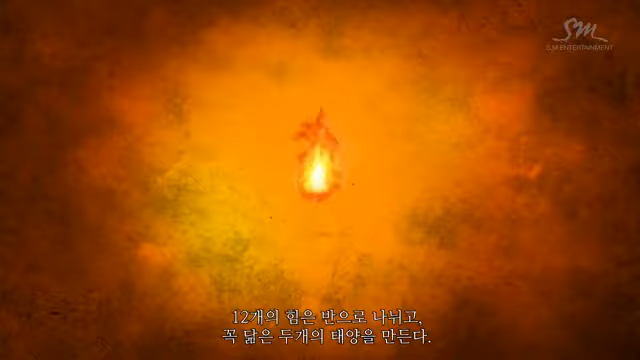 SM
S.M.ENTERTAINMENT
12개의 힘은 반으로 나뉘고,
꼭 닮은 두개의 태양을 만든다.